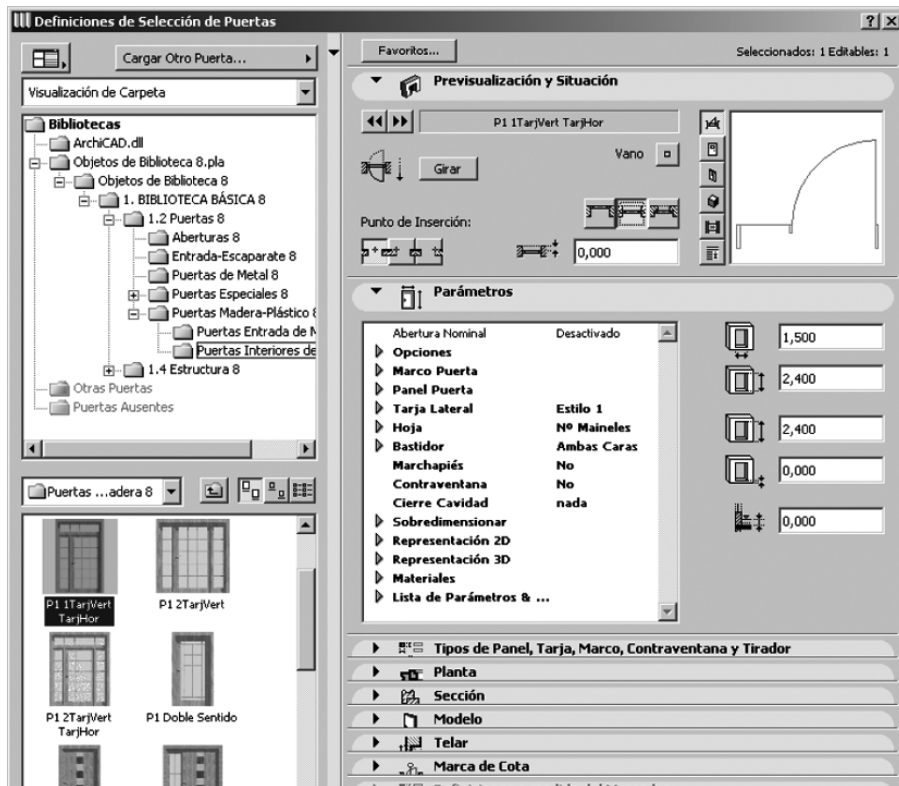 Definiciones de Selección de Puertas
Cargar Otro Puerta...
Visualización de Carpeta
Bibliotecas
ArchiCAD.dll
Objetos de Biblioteca 8.pla
Objetos de Biblioteca 8
1. BIBLIOTECA BÁSICA 8
1.2 Puertas 8
Aberturas 8
Entrada-Escaparate 8
Puertas de Metal 8
Puertas Especiales 8
Puertas Madera-Plástico 8
Puertas Entrada de
Puertas Interiores de
1.4 Estructura 8
Otras Puertas
Puertas Ausentes
Puertas ...adera 8
P1 1TarjVert
TarjHor
P1 2TarjVert
P1 2TarjVert
TarjHor
P1 Doble Sentido
Favoritos...
Seleccionados: 1 Editables: 1
Previsualización y Situación
P1 1TarjVert TarjHor
Girar
Vano
Punto de Inserción:
0,000
Parámetros
Abertura Nominal Desactivado
Opciones
Marco Puerta
Panel Puerta
Tarja Lateral Estilo 1
Hoja Nº Maineles
Bastidor Ambas Caras
Marchapiés No
Contraventana No
Cierre Cavidad nada
Sobredimensionar
Representación 2D
Representación 3D
Materiales
Lista de Parámetros & ...
1,500
2,400
2,400
0,000
0,000
Tipos de Panel, Tarja, Marco, Contraventana y Tirador
Planta
Sección
Modelo
Telar
Marca de Cota